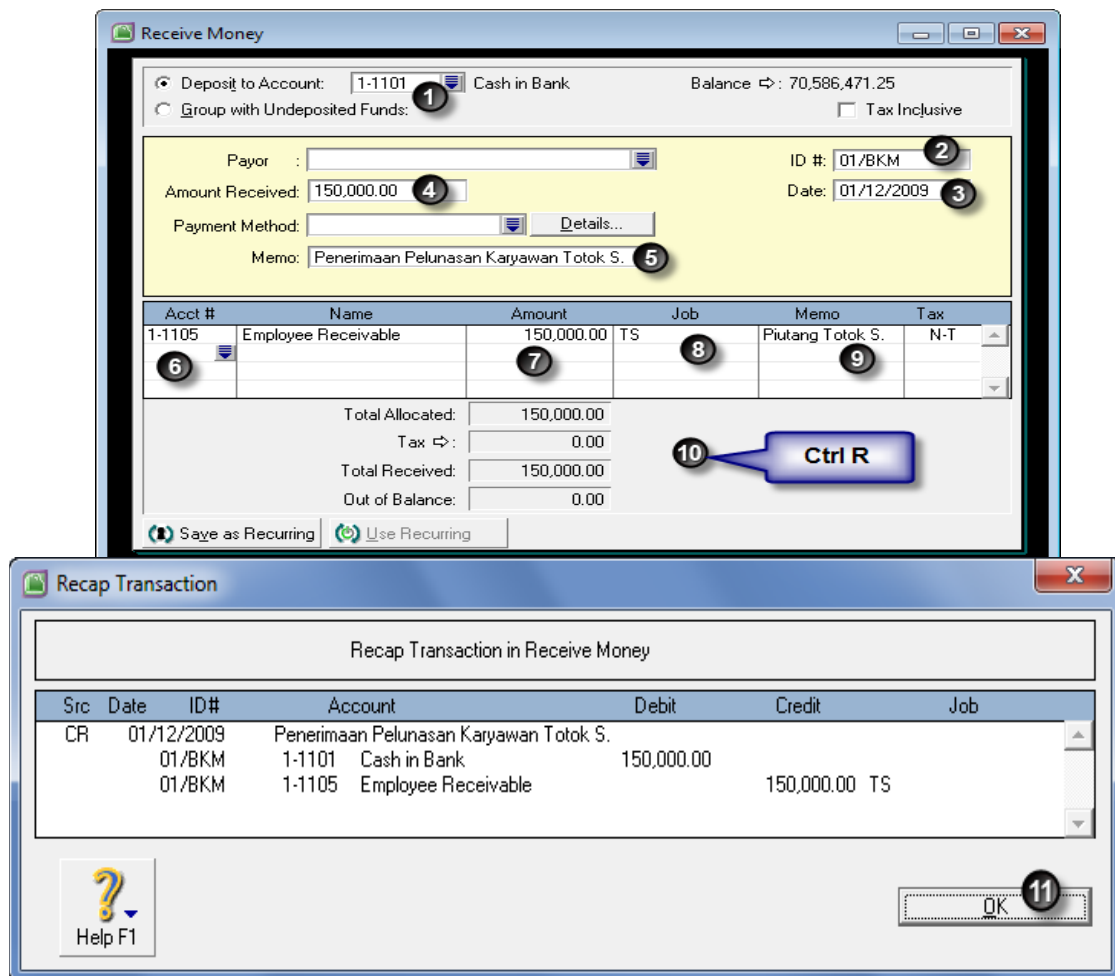 Receive Money
Deposit to Account: 1-1101 Cash in Bank Balance ⇨: 70,586,471.25
1
Group with Undeposited Funds: Tax Inclusive
Payor : ID #: 01/BKM 2
Amount Received: 150,000.00 4 Date: 01/12/2009 3
Payment Method: Details...
Memo: Penerimaan Pelunasan Karyawan Totok S. 5
Acct # Name Amount Job Memo Tax
1-1105 Employee Receivable 150,000.00 TS Piutang Totok S. N-T
6 7 8 9
Total Allocated: 150,000.00
Tax ⇨: 0.00
10 Ctrl R
Total Received: 150,000.00
Out of Balance: 0.00
Save as Recurring Use Recurring
Recap Transaction
Recap Transaction in Receive Money
Src Date ID# Account Debit Credit Job
CR 01/12/2009 Penerimaan Pelunasan Karyawan Totok S.
01/BKM 1-1101 Cash in Bank 150,000.00
01/BKM 1-1105 Employee Receivable 150,000.00 TS
?
Help F1
OK 11